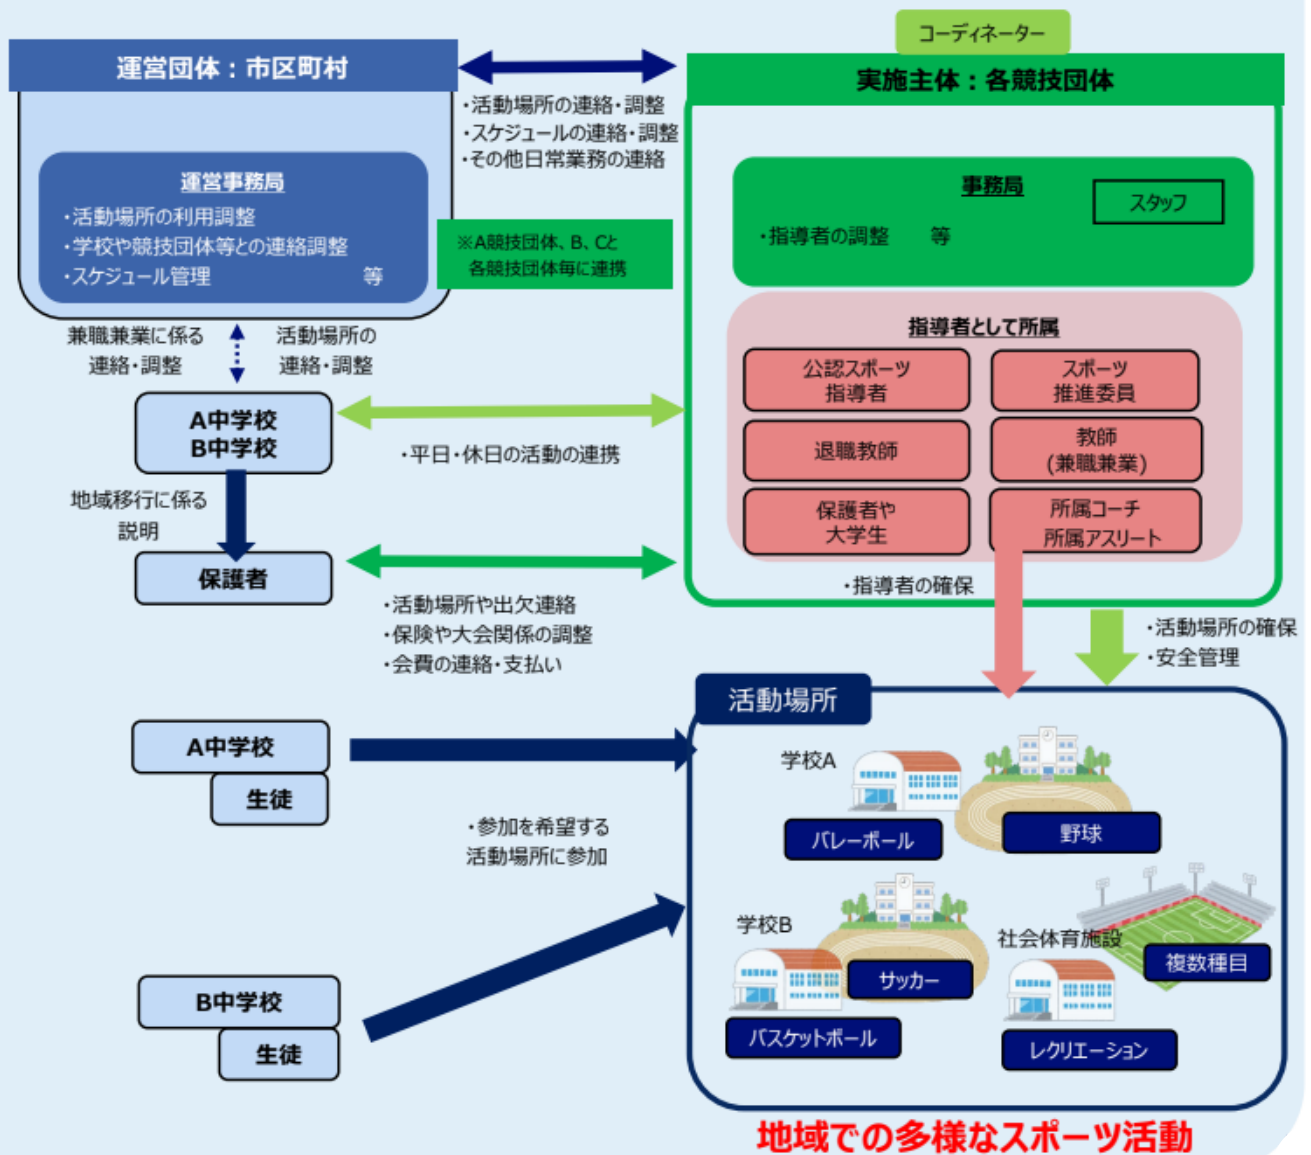 コーディネーター
運営団体：市区町村
実施主体：各競技団体
・活動場所の連絡・調整
・スケジュールの連絡・調整
・その他日常業務の連絡
運営事務局
・活動場所の利用調整
・学校や競技団体等との連絡調整
・スケジュール管理　等
※A競技団体、B、Cと
各競技団体毎に連携
事務局
スタッフ
・指導者の調整　等
指導者として所属
公認スポーツ
指導者
スポーツ
推進委員
退職教師
教師
(兼職兼業)
保護者や
大学生
所属コーチ
所属アスリート
兼職兼業に係る
連絡・調整
活動場所の
連絡・調整
A中学校
B中学校
・平日・休日の活動の連携
地域移行に係る
説明
保護者
・活動場所や出欠連絡
・保険や大会関係の調整
・会費の連絡・支払い
・指導者の確保
・活動場所の確保
・安全管理
A中学校
生徒
・参加を希望する
活動場所に参加
B中学校
生徒
活動場所
学校A
バレーボール
野球
学校B
サッカー
バスケットボール
社会体育施設
複数種目
レクリエーション
地域での多様なスポーツ活動